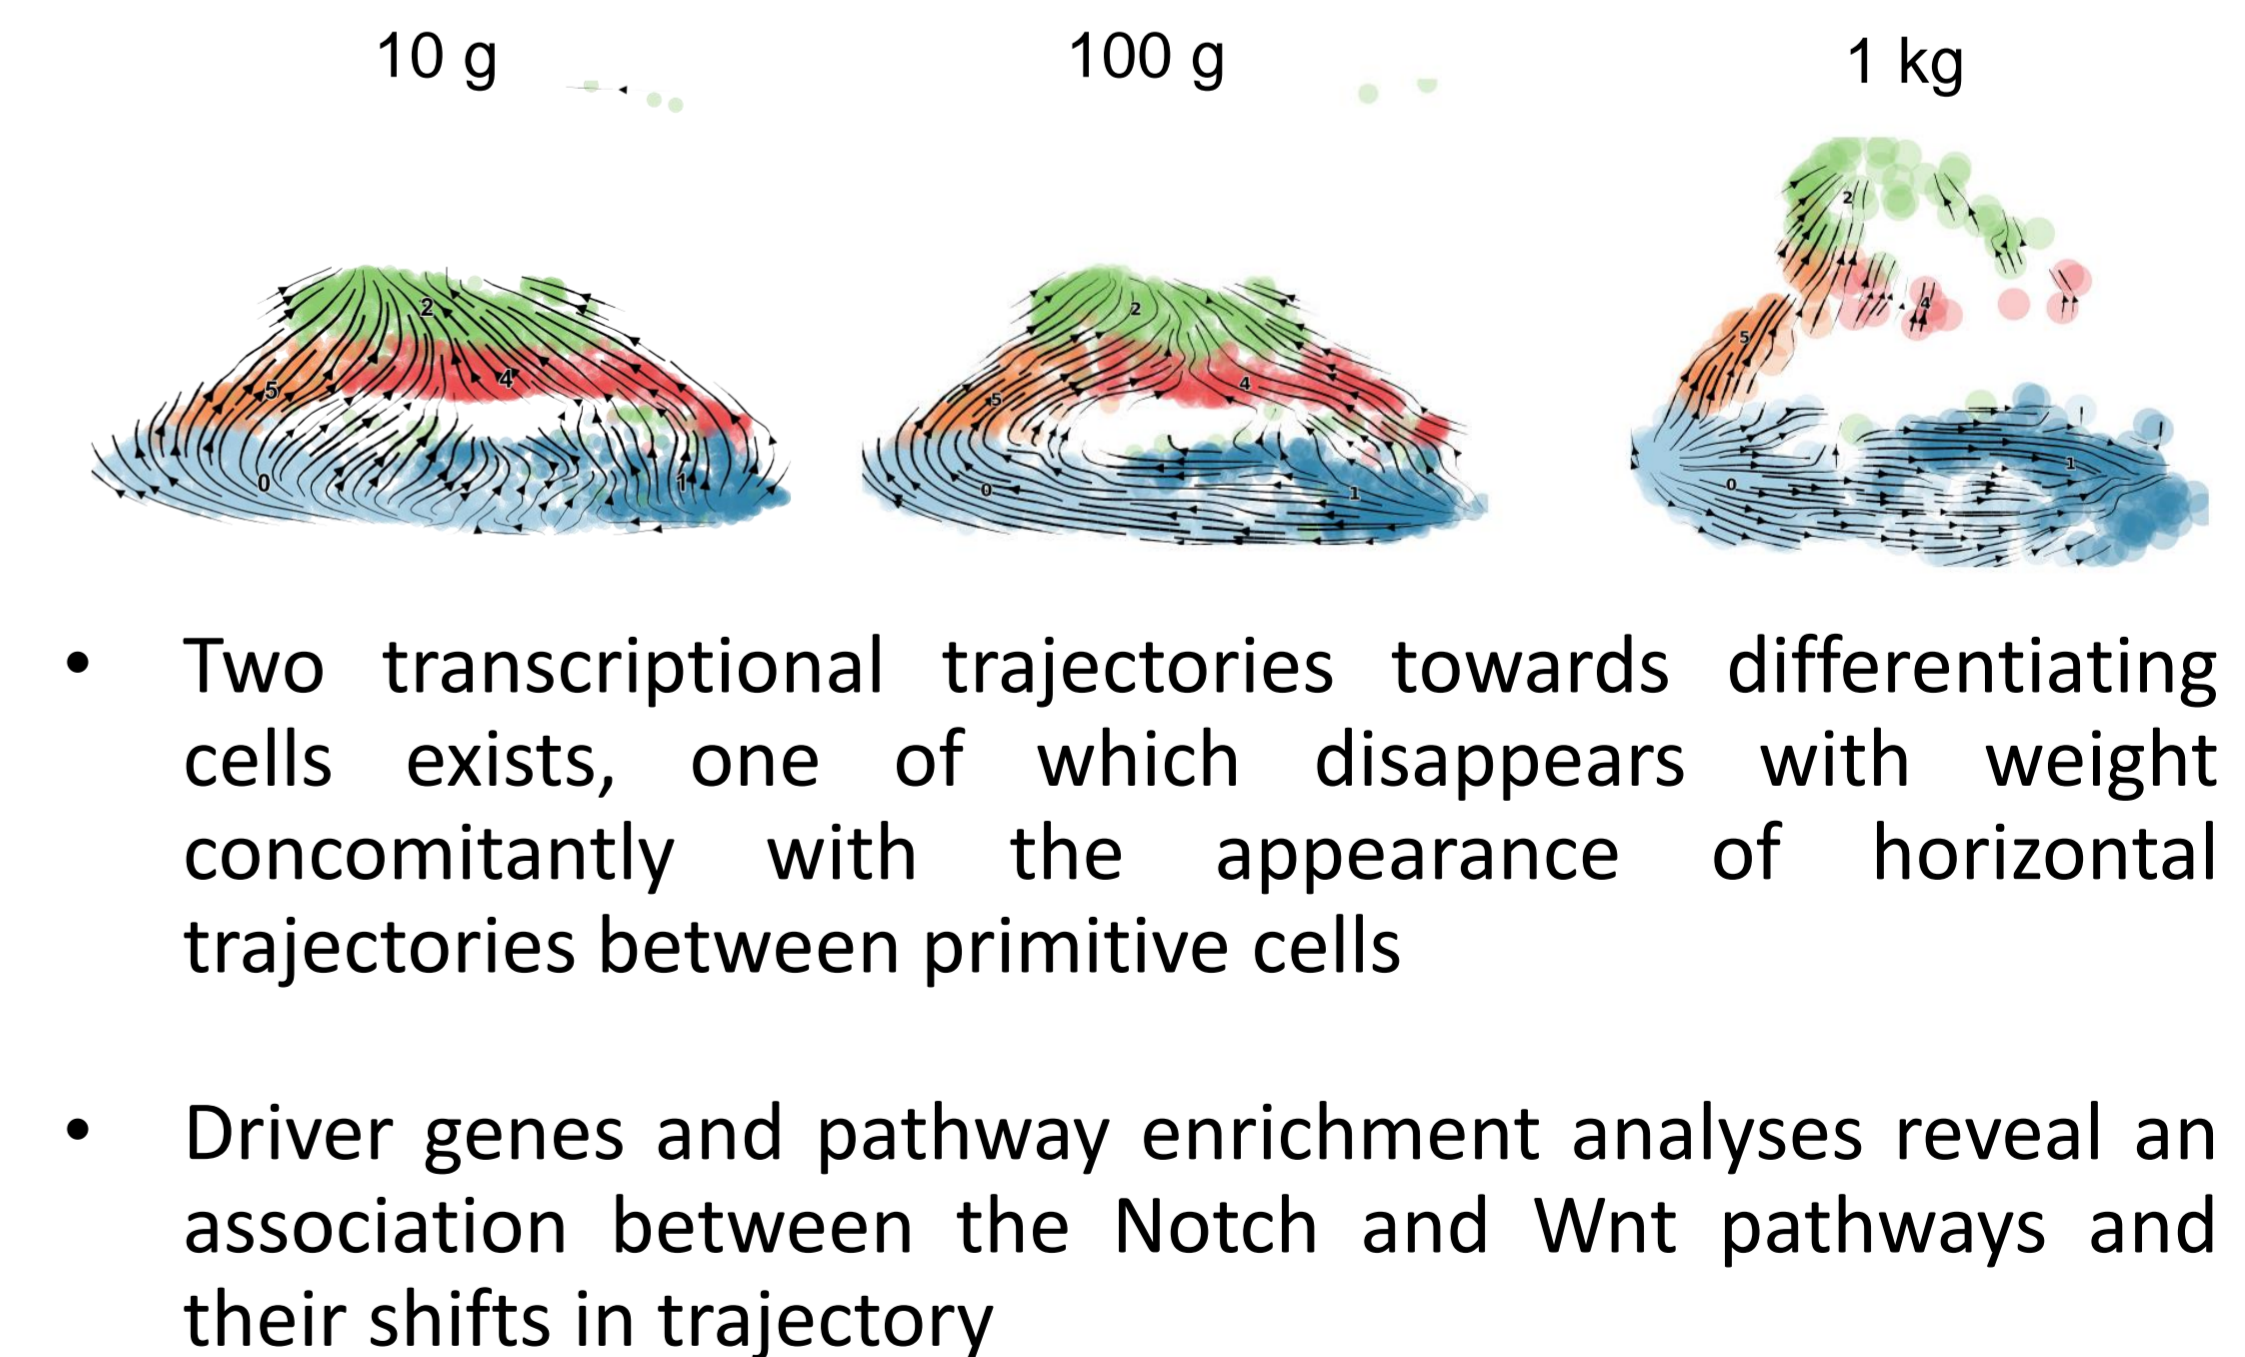 10 g
100 g
1 kg
2
5
4
0
1
2
5
4
0
1
2
5
4
0
1
• Two transcriptional trajectories towards differentiating
cells exists, one of which disappears with weight
concomitantly with the appearance of horizontal
trajectories between primitive cells
• Driver genes and pathway enrichment analyses reveal an
association between the Notch and Wnt pathways and
their shifts in trajectory